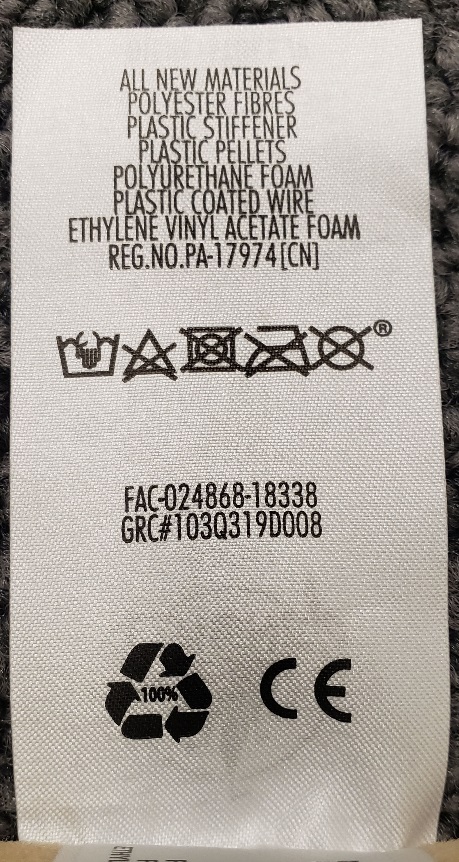 ALL NEW MATERIALS
POLYESTER FIBRES
PLASTIC STIFFENER
PLASTIC PELLETS
POLYURETHANE FOAM
PLASTIC COATED WIRE
ETHYLENE VINYL ACETATE FOAM
REG.NO.PA-17974[CN]
®
FAC-024868-18338
GRC#103Q319D008
100%
CE